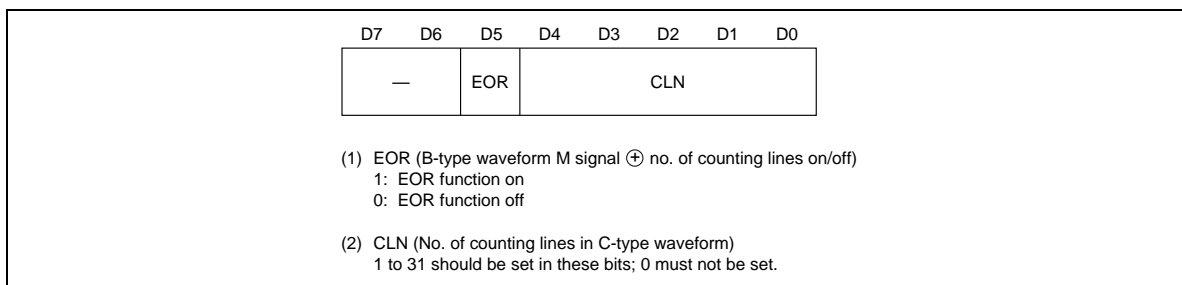 D7 D6 D5 D4 D3 D2 D1 D0
— EOR CLN
(1) EOR (B-type waveform M signal ⊕ no. of counting lines on/off)
1: EOR function on
0: EOR function off
(2) CLN (No. of counting lines in C-type waveform)
1 to 31 should be set in these bits; 0 must not be set.